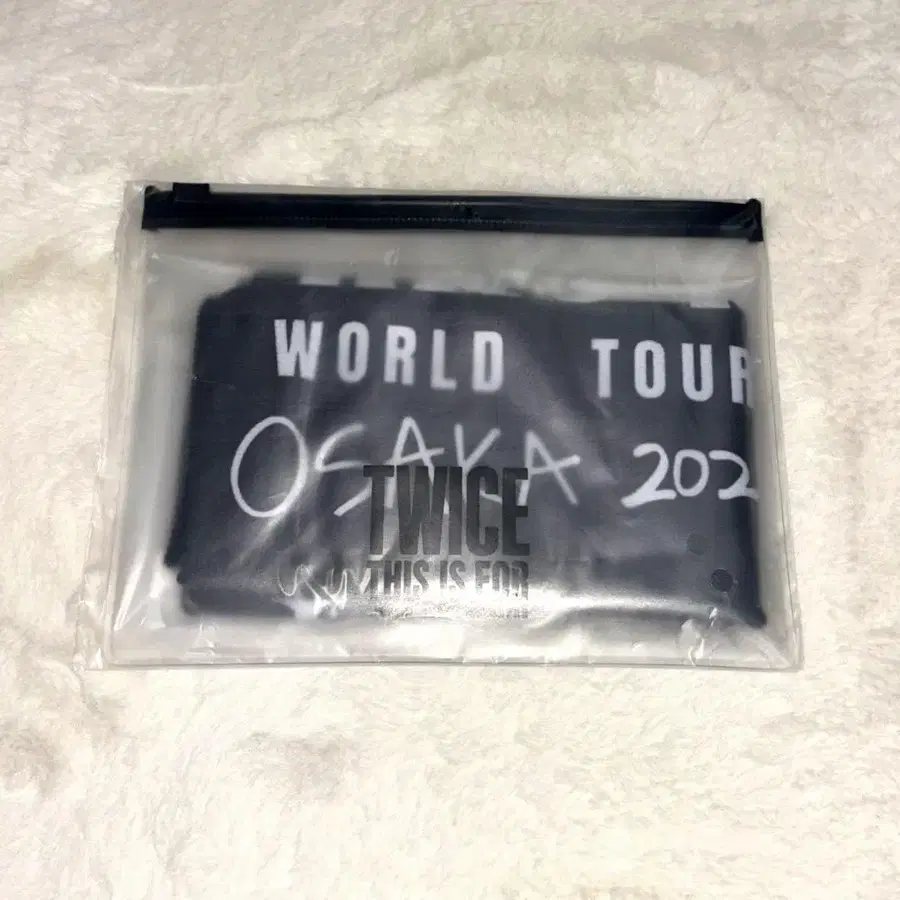 WORLD TOUR
OSAKA 202
TWICE
THIS IS FOR